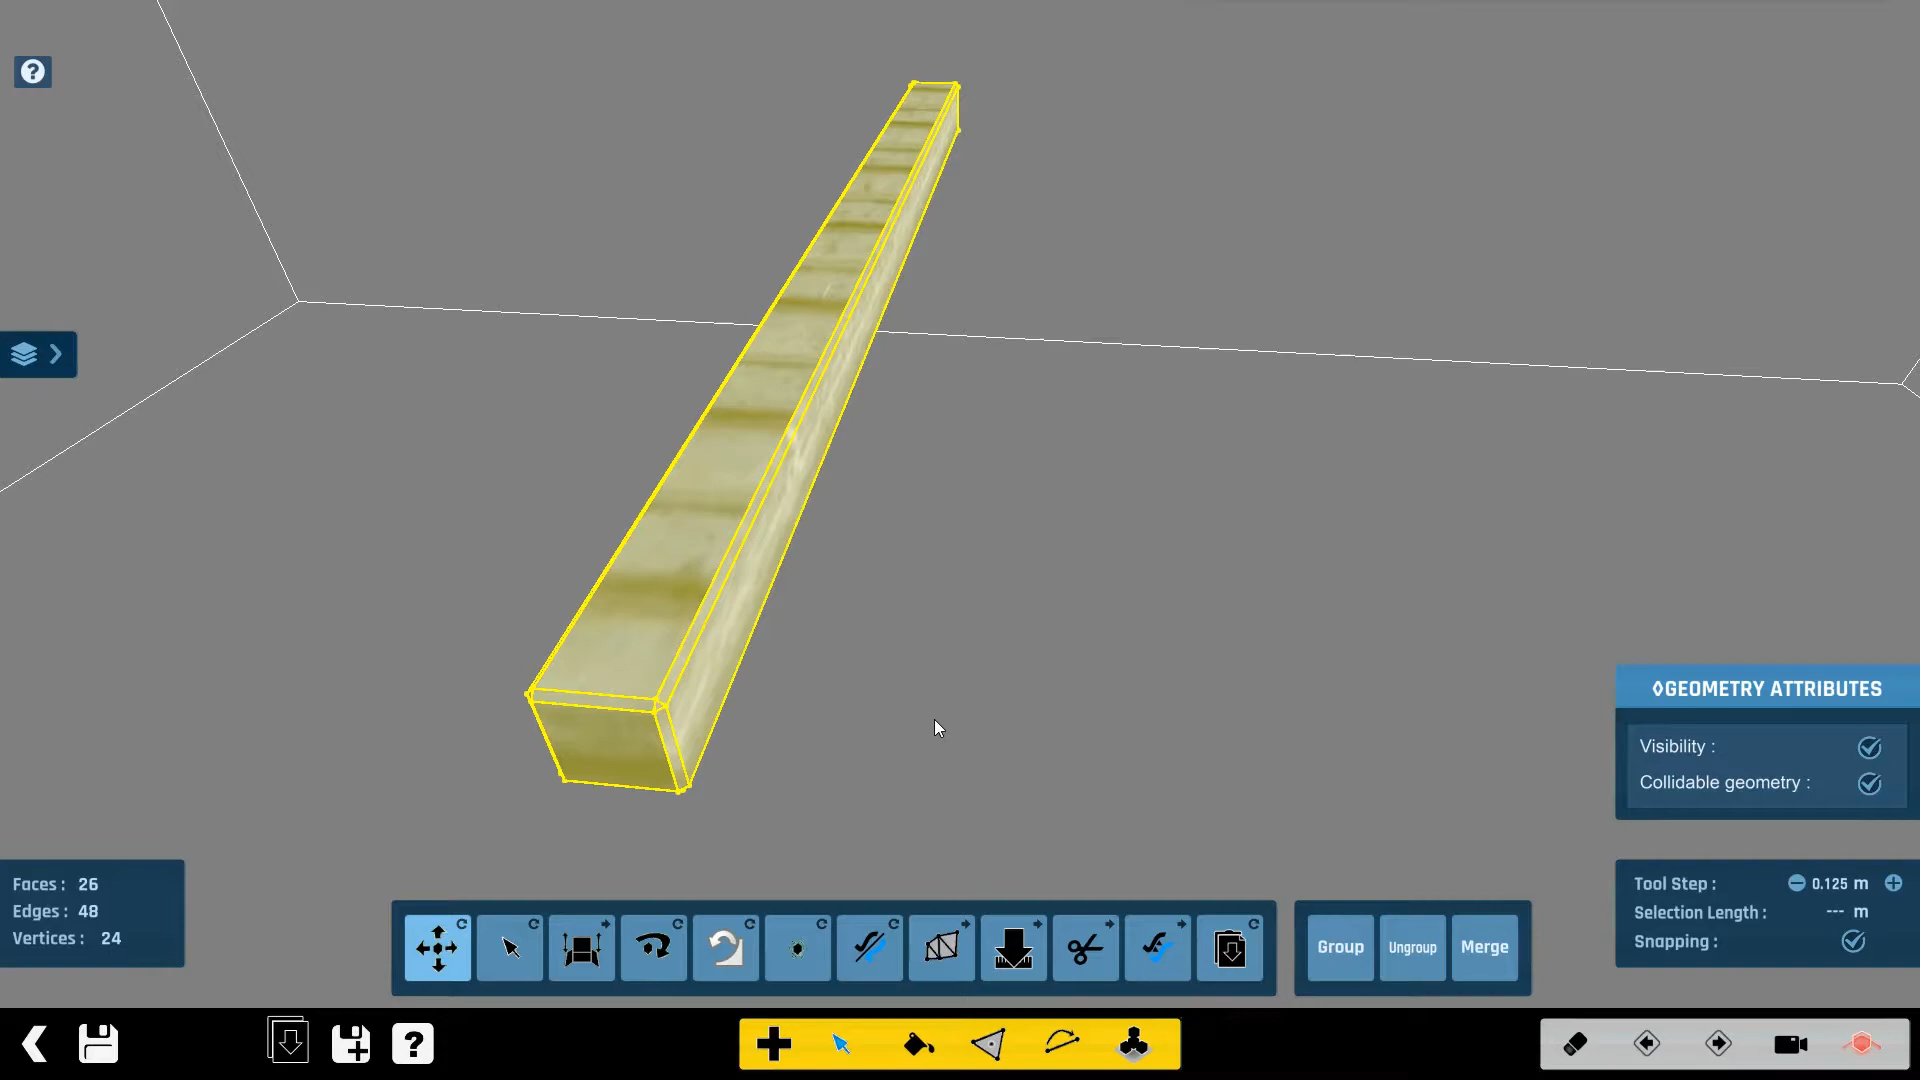 ?
◊GEOMETRY ATTRIBUTES
Visibility :
Collidable geometry :
Faces : 26
Edges : 48
Vertices : 24
Tool Step : 0.125 m
Selection Length : --- m
Snapping :
Group
Ungroup
Merge
?